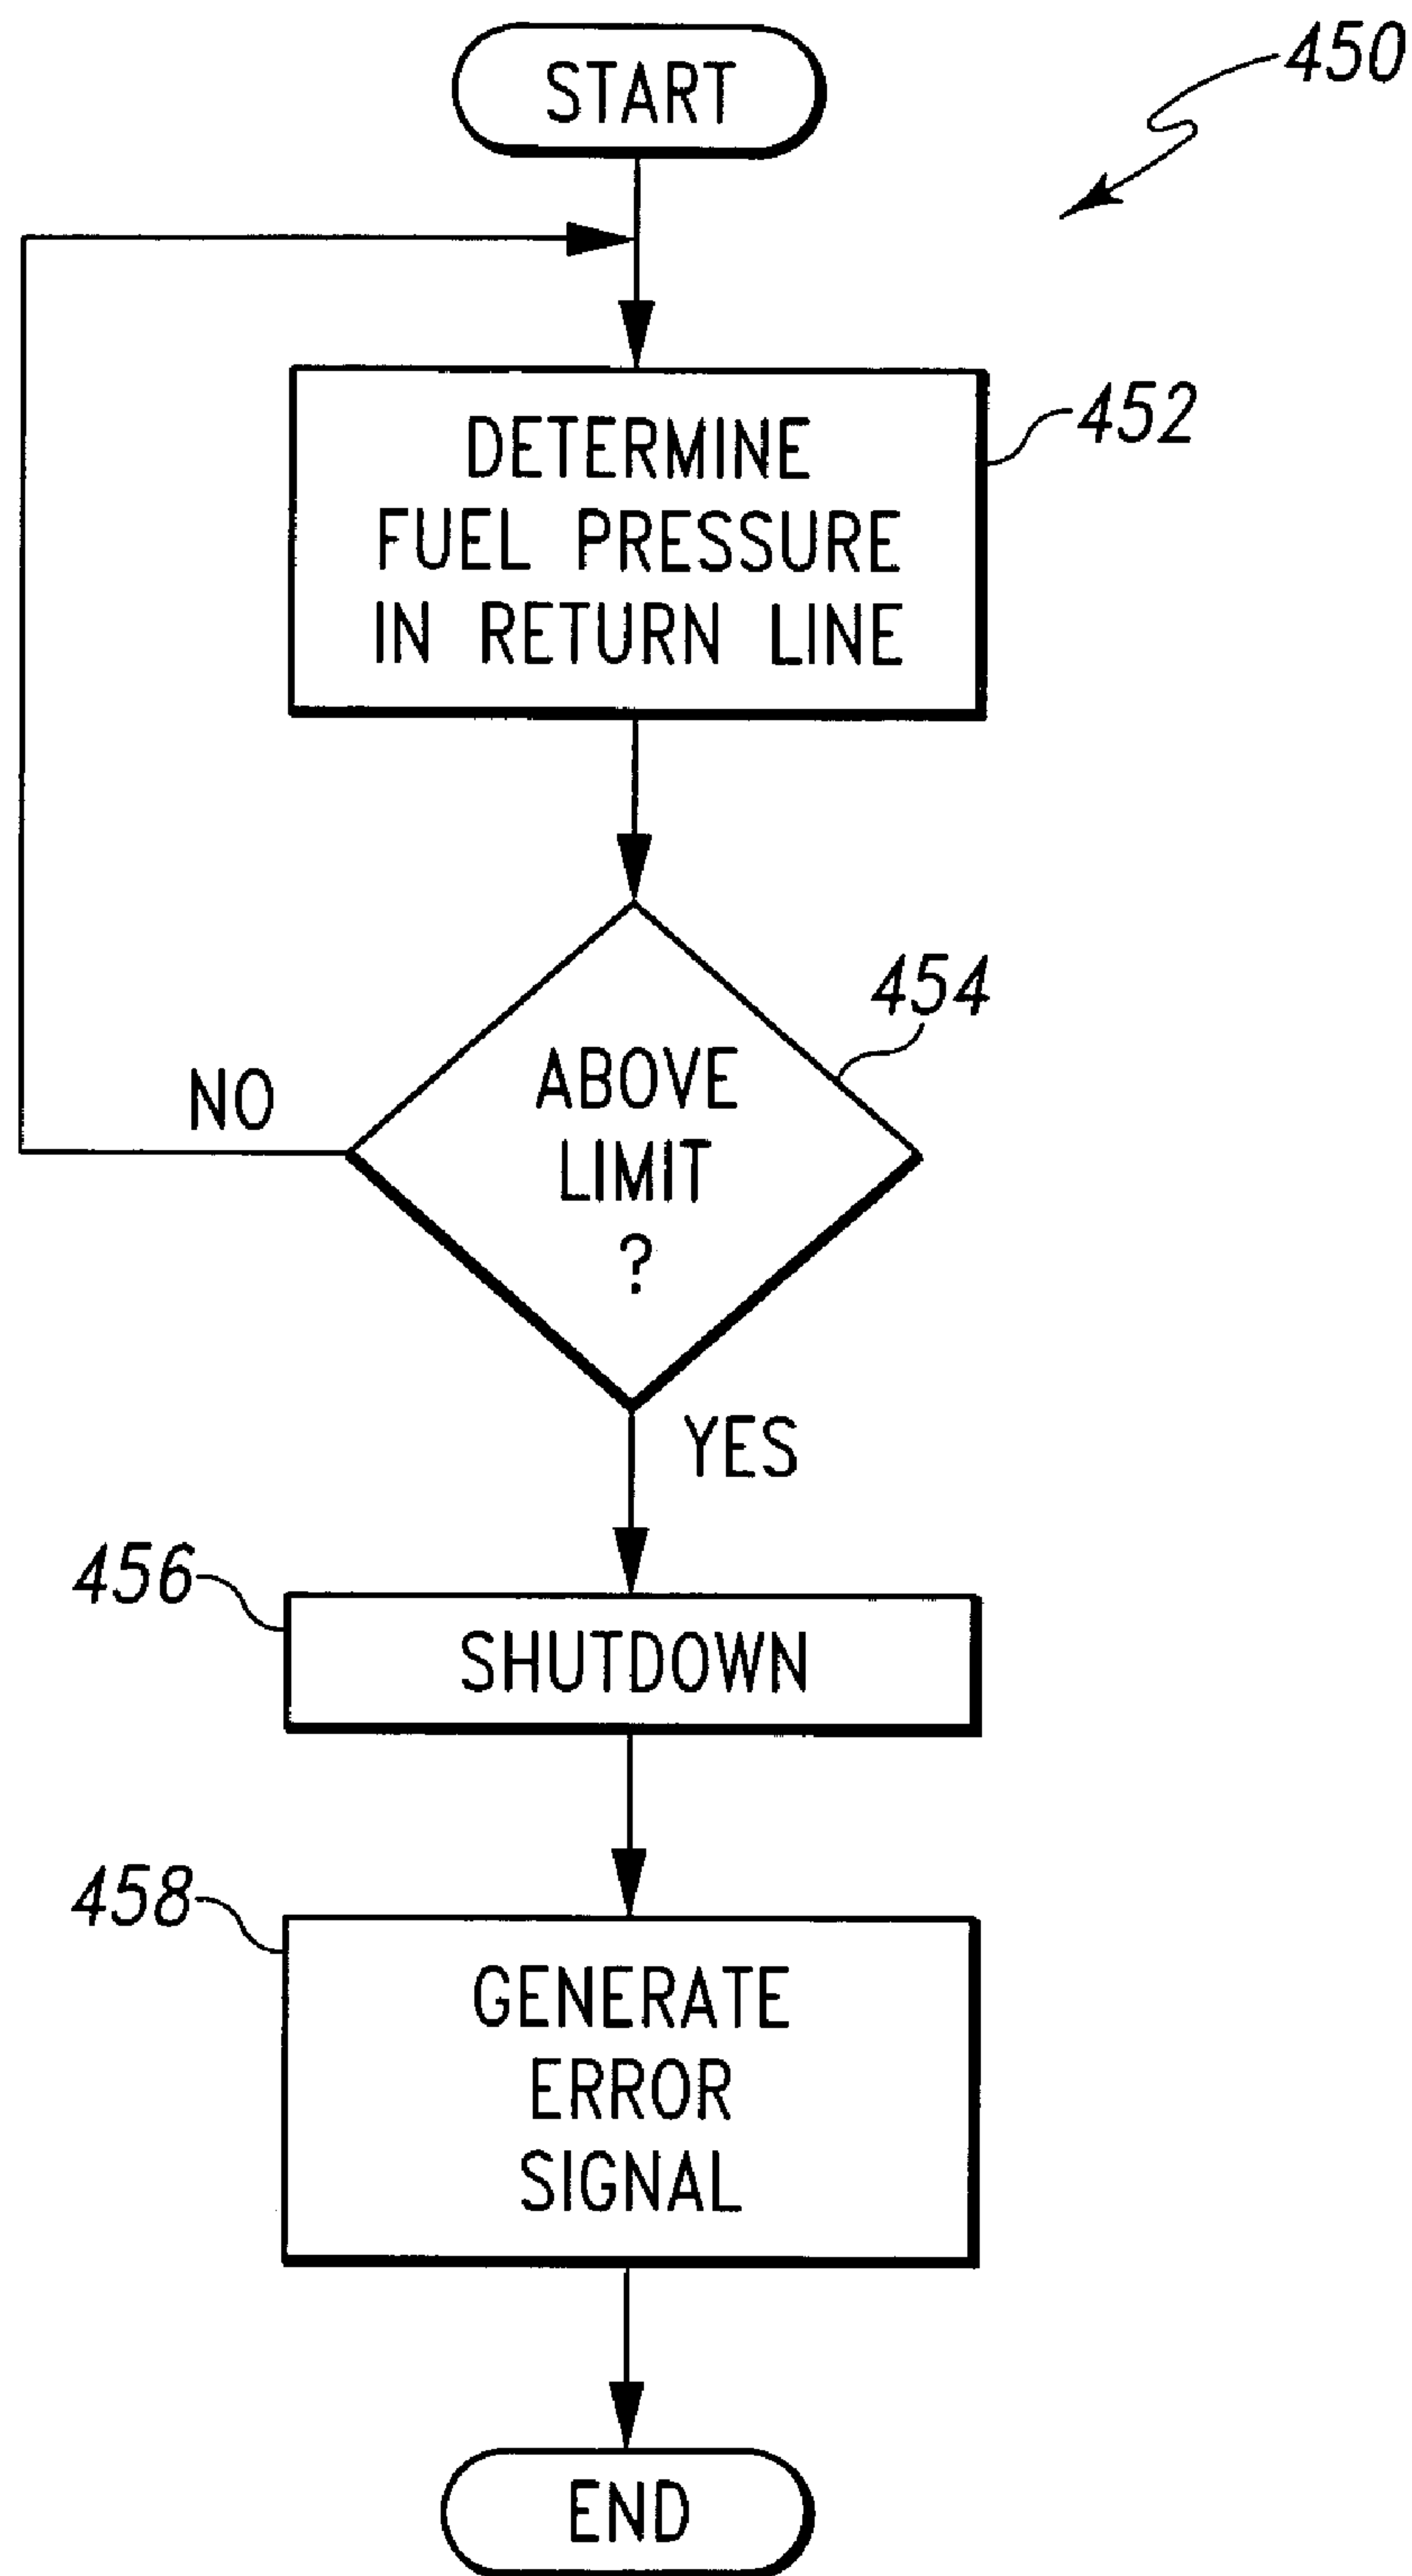 START
450
DETERMINE
FUEL PRESSURE
IN RETURN LINE
452
454
ABOVE
LIMIT
?
NO
YES
456
SHUTDOWN
458
GENERATE
ERROR
SIGNAL
END